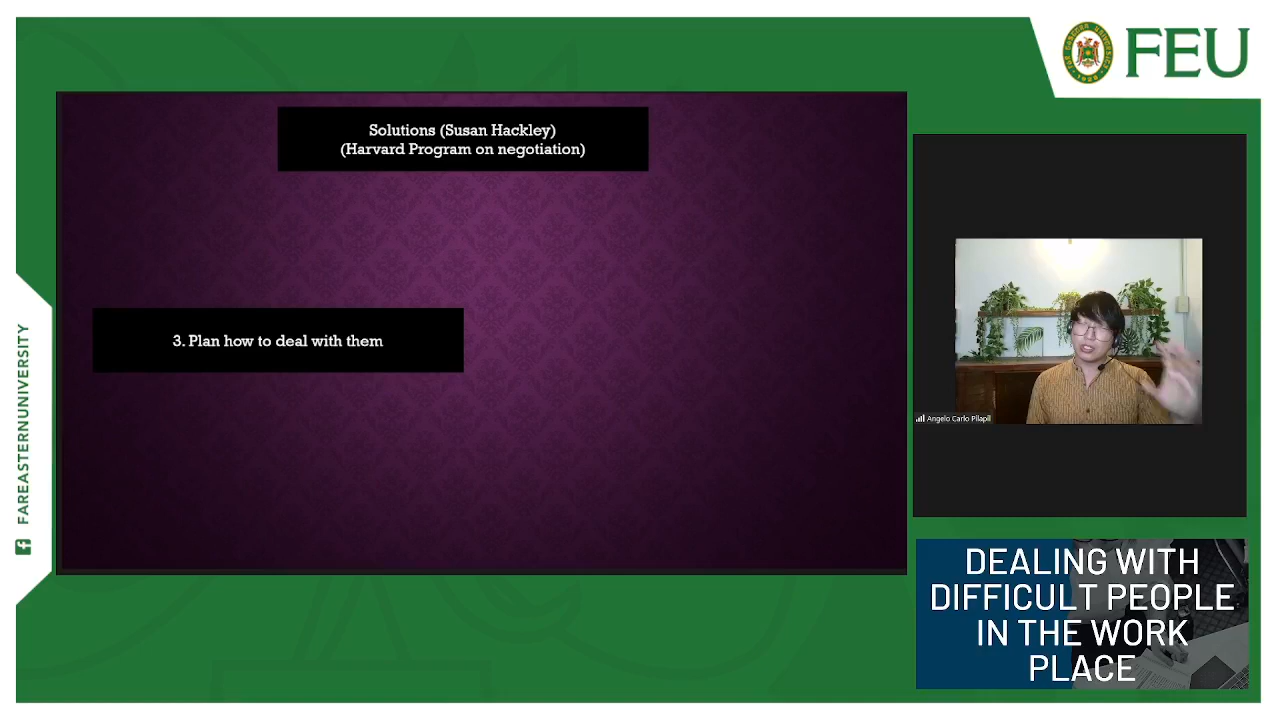 FEU
Solutions (Susan Hackley)
(Harvard Program on negotiation)
3. Plan how to deal with them
Angelo Carlo Pilapil
FAREASTERNUNIVERSITY
DEALING WITH
DIFFICULT PEOPLE
IN THE WORK
PLACE